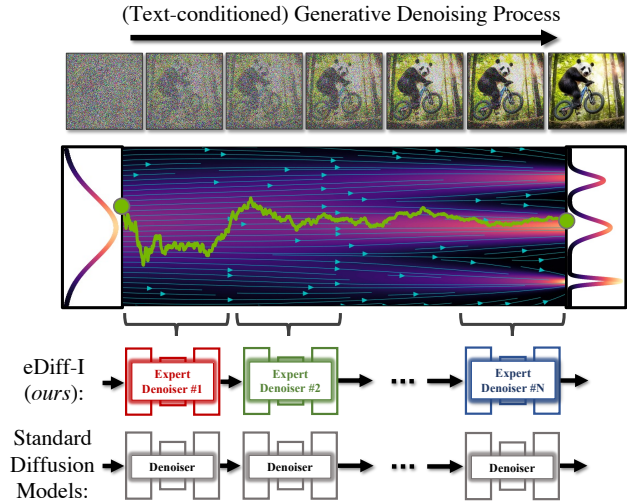 (Text-conditioned) Generative Denoising Process
eDiff-I
(ours):
Expert
Denoiser #1
Expert
Denoiser #2
...
Expert
Denoiser #N
Standard
Diffusion
Models:
Denoiser
Denoiser
...
Denoiser